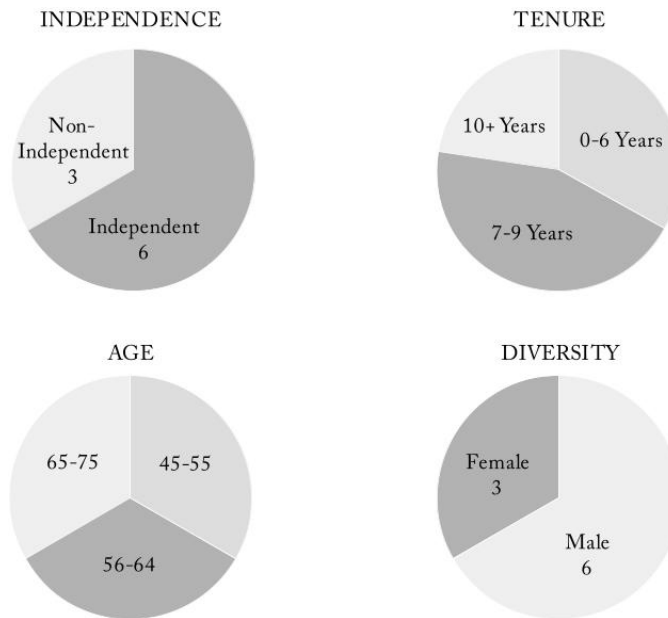 INDEPENDENCE
Non-
Independent
3
Independent
6
TENURE
10+ Years
0-6 Years
7-9 Years
AGE
65-75
45-55
56-64
DIVERSITY
Female
3
Male
6